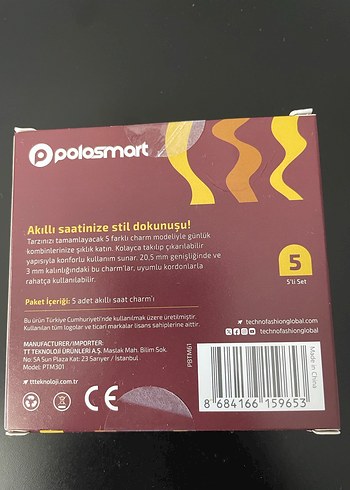 polosmart
Akıllı saatinize stil dokunuşu!
Tarzınızı tamamlayacak 5 farklı charm modeliyle günlük
kombinlerinize şıklık katın. Kolayca takılıp çıkarılabilir
yapısıyla konforlu kullanım sunar. 20,5 mm genişliğinde ve
3 mm kalınlığındaki bu charm'lar, uyumlu kordonlarla
rahatça kullanılır.
5
5'li Set
Paket İçeriği: 5 adet akıllı saat charm'ı
Bu ürün Türkiye Cumhuriyeti'nde kullanılmak üzere üretilmiştir.
Kullanılan tüm logolar ve ticari markalar lisans sahiplerine aittir.
technofashionglobal.com
technofashionglobal
MANUFACTURER/IMPORTER:
TT TEKNOLOJİ ÜRÜNLERİ A.Ş. Maslak Mah. Bilim Sok.
No: 5A Sun Plaza Kat: 23 Sarıyer / İstanbul
Model: PTM301
ttteknoloji.com.tr
CE
PBTM61
8 684166 159653
Made in China